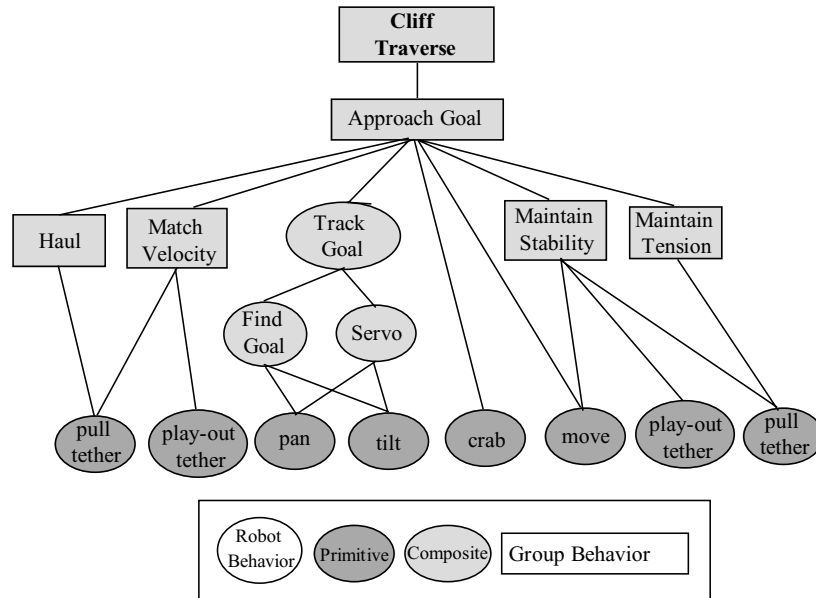 Cliff
Traverse
Approach Goal
Haul
Match
Velocity
Track
Goal
Maintain
Stability
Maintain
Tension
Find
Goal
Servo
pull
tether
play-out
tether
pan
tilt
crab
move
play-out
tether
pull
tether
Robot
Behavior
Primitive
Composite
Group Behavior